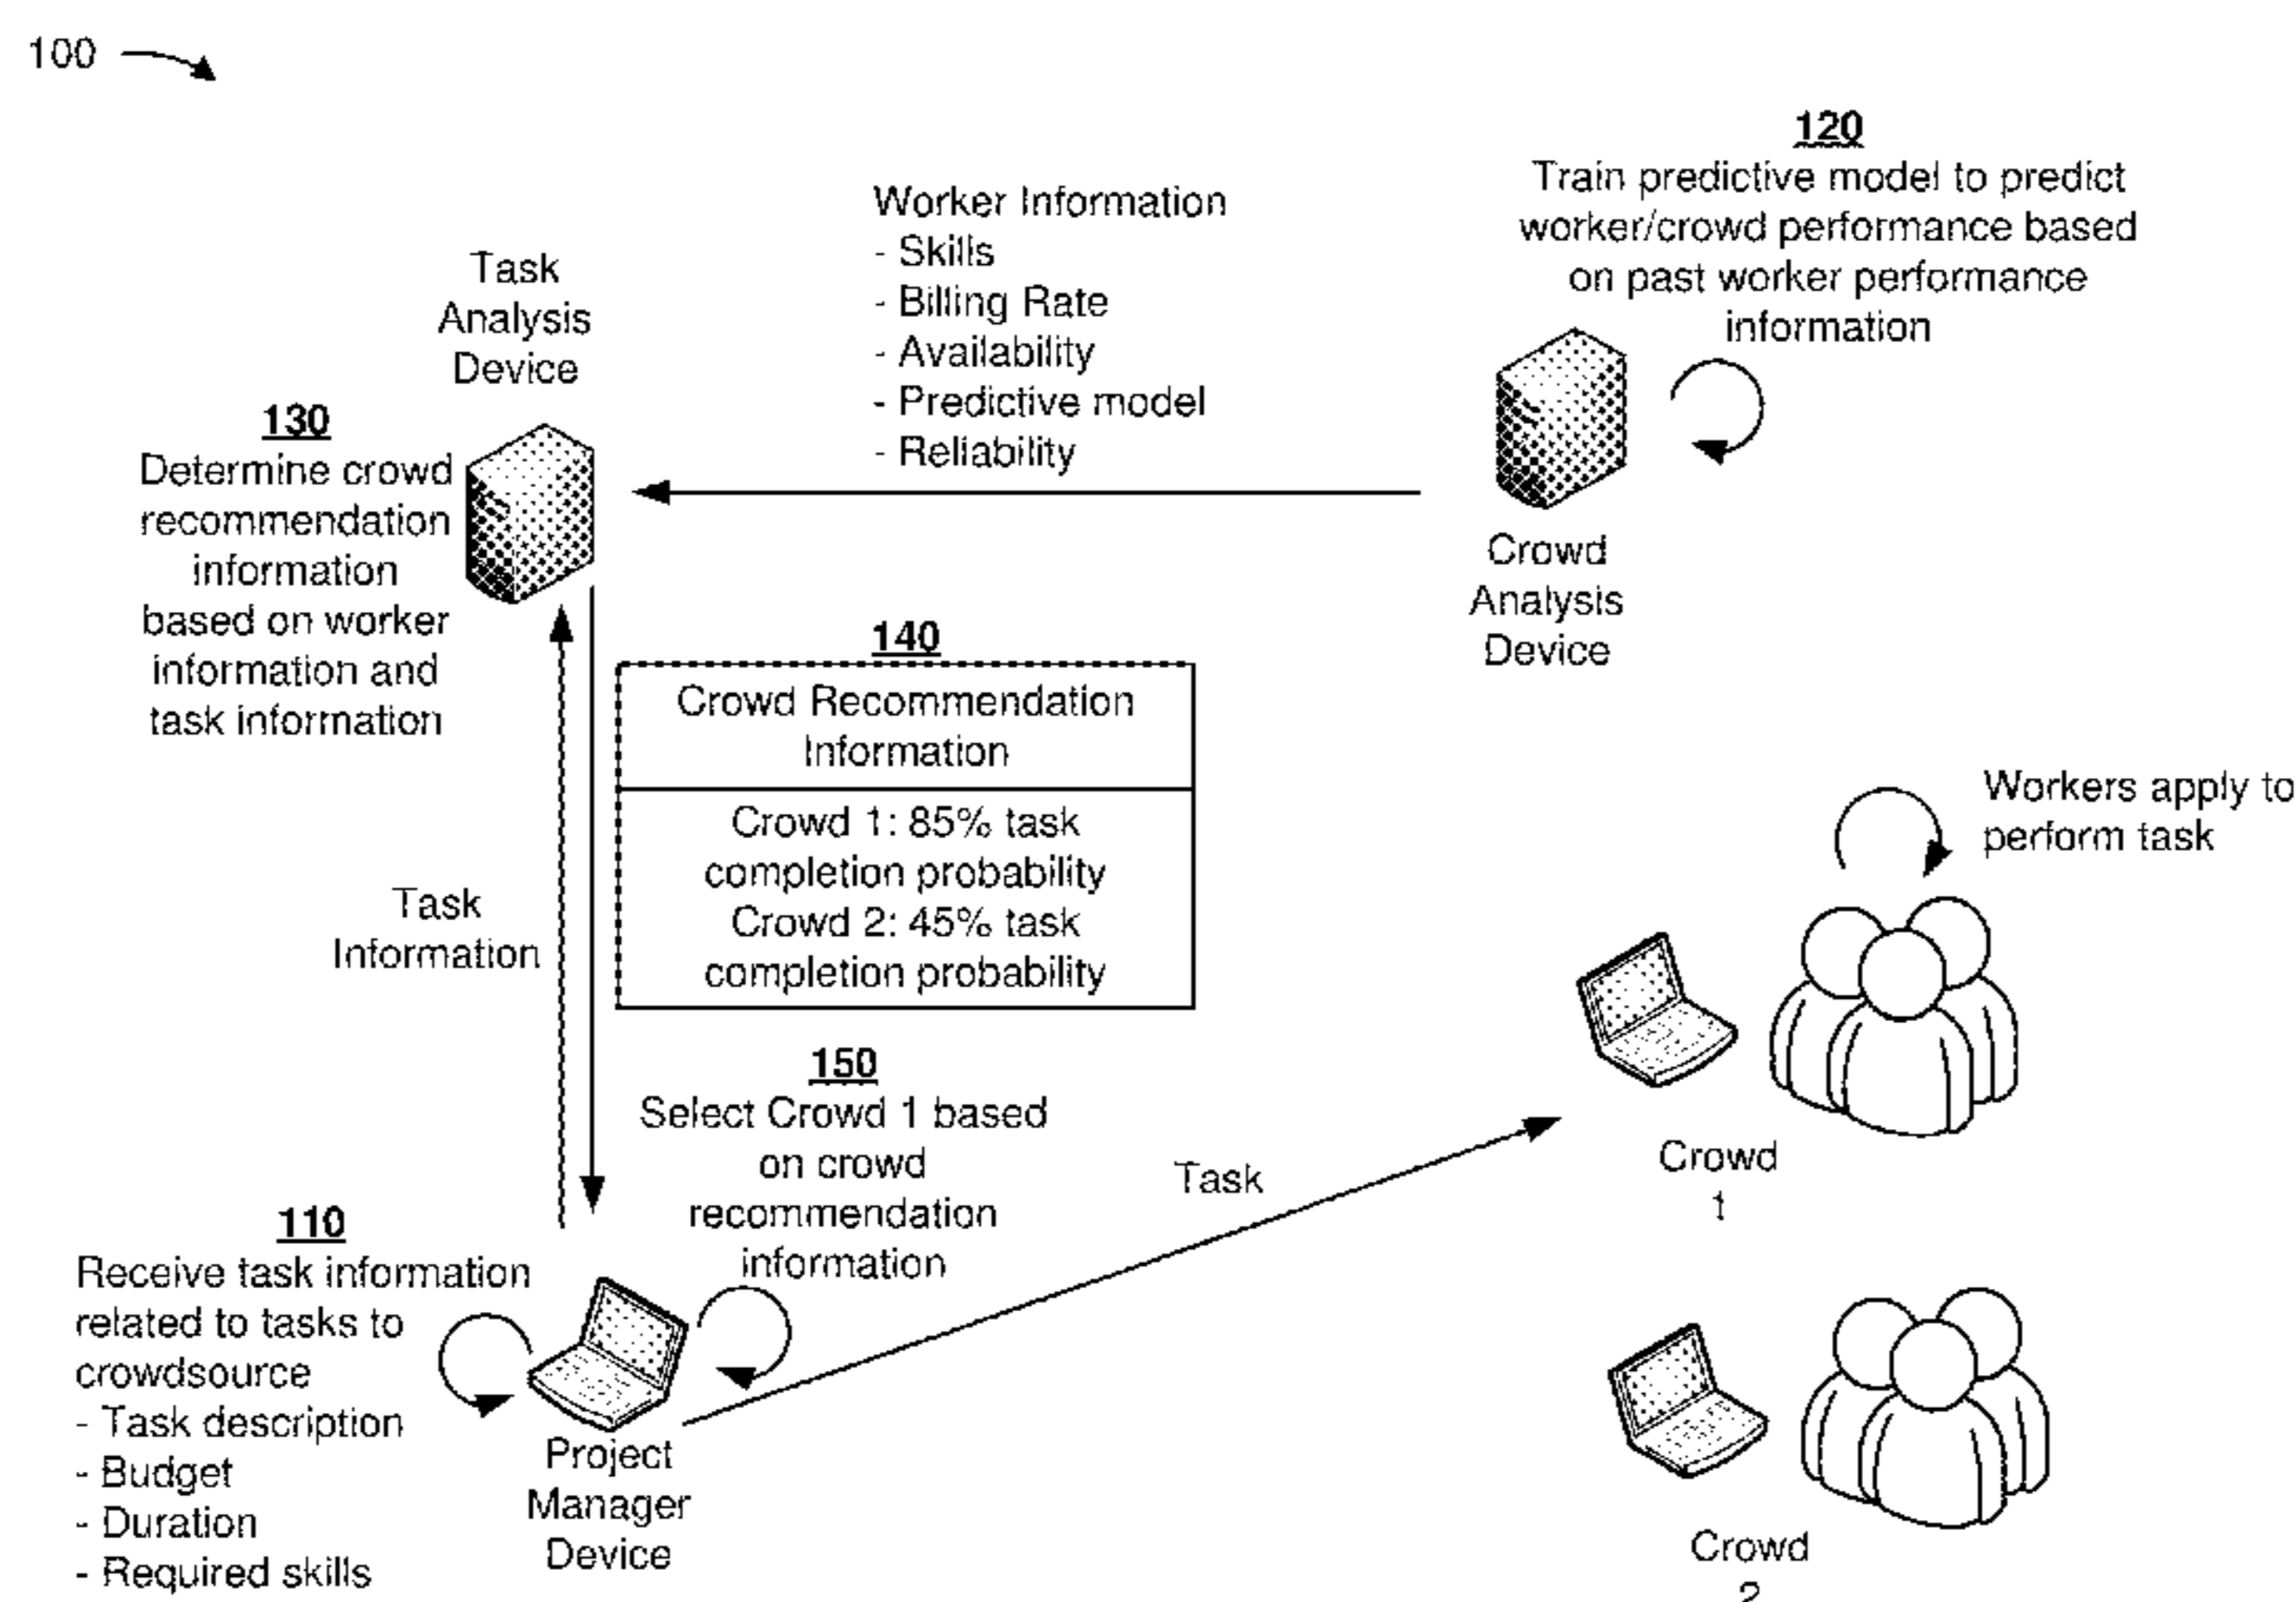 100
120
Train predictive model to predict
worker/crowd performance based
on past worker performance
information
Worker Information
- Skills
- Billing Rate
- Availability
- Predictive model
- Reliability
Task
Analysis
Device
130
Determine crowd
recommendation
information
based on worker
information and
task information
Crowd
Analysis
Device
140
Crowd Recommendation
Information
Crowd 1: 85% task
completion probability
Crowd 2: 45% task
completion probability
Workers apply to
perform task
Task
Information
150
Select Crowd 1 based
on crowd
recommendation
information
Task
Crowd
1
110
Receive task information
related to tasks to
crowdsource
- Task description
- Budget
- Duration
- Required skills
Project
Manager
Device
Crowd
2